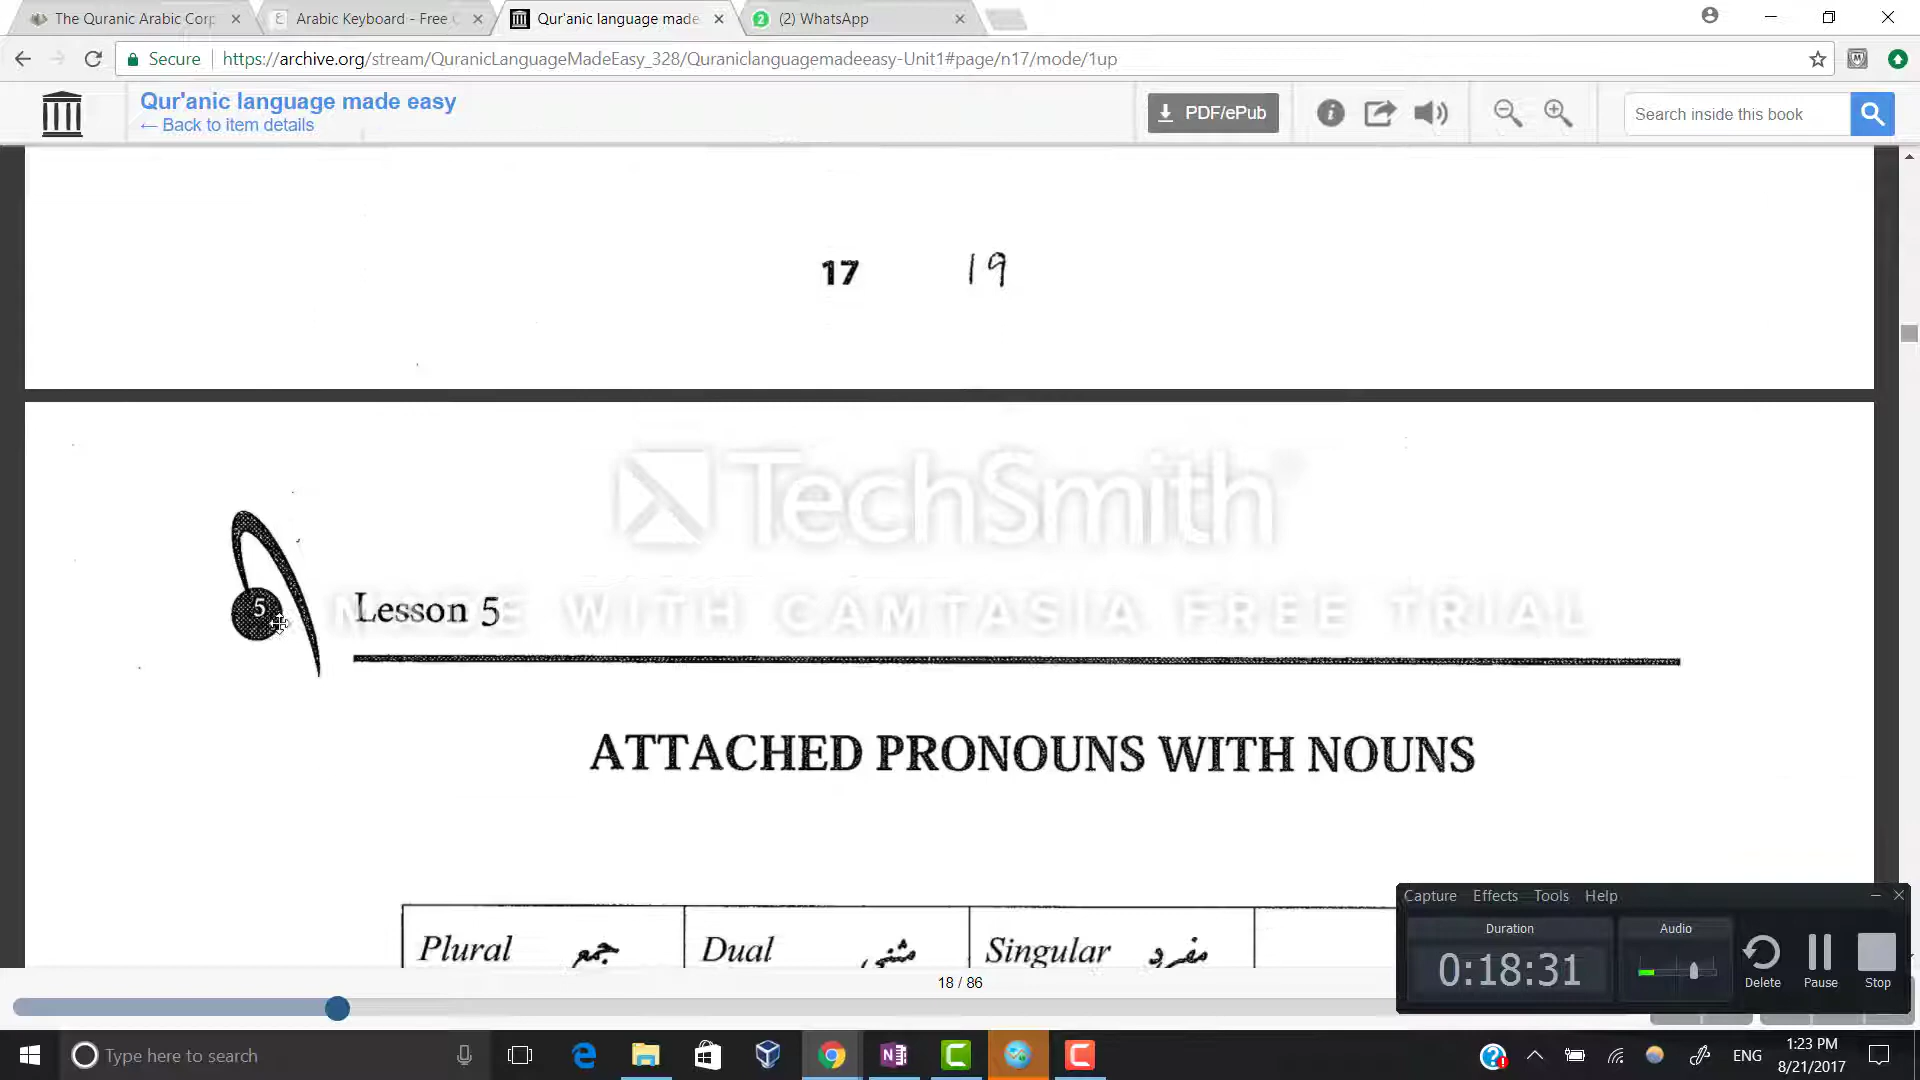 The Quranic Arabic Corp
Arabic Keyboard - Free
Qur'anic language made
(2) WhatsApp
Secure
https://archive.org/stream/QuranicLanguageMadeEasy_328/Quraniclanguagemadeeasy-Unit1#page/n17/mode/1up
Qur'anic language made easy
← Back to item details
PDF/ePub
Search inside this book
17 19
TechSmith
5
Lesson 5
MADE WITH CAMTASIA FREE TRIAL
ATTACHED PRONOUNS WITH NOUNS
Plural جمع Dual مثنى Singular مفرد
Capture Effects Tools Help
Duration Audio
0:18:31
Delete Pause Stop
18 / 86
Type here to search
ENG
1:23 PM
8/21/2017